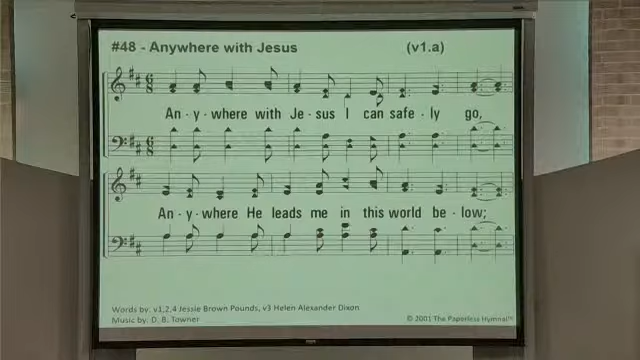 #48 - Anywhere with Jesus (v1.a)
An - y - where with Je - sus I can safe - ly go,
An - y - where He leads me in this world be - low;
Words by: v1,2,4 Jessie Brown Pounds, v3 Helen Alexander Dixon
Music by: D. B. Towner
© 2001 The Paperless Hymnal™